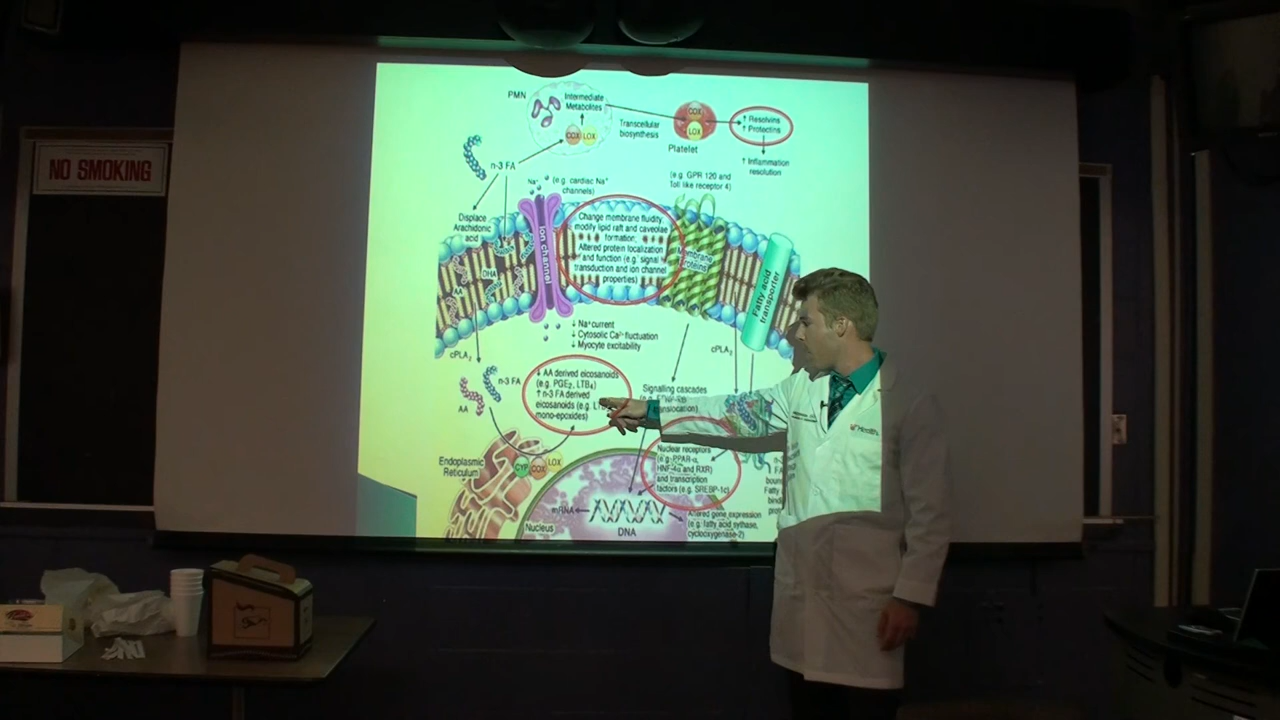 NO SMOKING
PMN
Intermediate
Metabolites
COX LOX
Transcellular
biosynthesis
COX
LOX
Platelet
↑ Resolvins
↑ Protectins
↑ Inflammation
resolution
n-3 FA
Na⁺
(e.g. cardiac Na⁺
channels)
(e.g. GPR 120 and
Toll like receptor 4)
Displace
Arachidonic
acid
Ion channel
Change membrane fluidity,
modify lipid raft and caveolae
formation;
Altered protein localization
and function (e.g. signal
transduction and ion channel
properties)
Membrane
Proteins
Fatty acid
transporter
DHA
AA
↓ Na⁺current
↓ Cytosolic Ca²⁺ fluctuation
↓ Myocyte excitability
cPLA₂
cPLA₂
↓ AA derived eicosanoids
(e.g. PGE₂, LTB₄)
↑ n-3 FA derived
eicosanoids (e.g.
mono-epoxides)
n-3 FA
AA
Signalling cascades
translocation)
Nuclear receptors
(e.g. PPAR-α,
HNF-4α and RXR)
and transcription
factors (e.g. SREBP-1c)
Endoplasmic
Reticulum
CYP COX LOX
mRNA
Nucleus
DNA
Altered gene expression
(e.g. fatty acid sythase,
cyclooxygenase-2)
Health